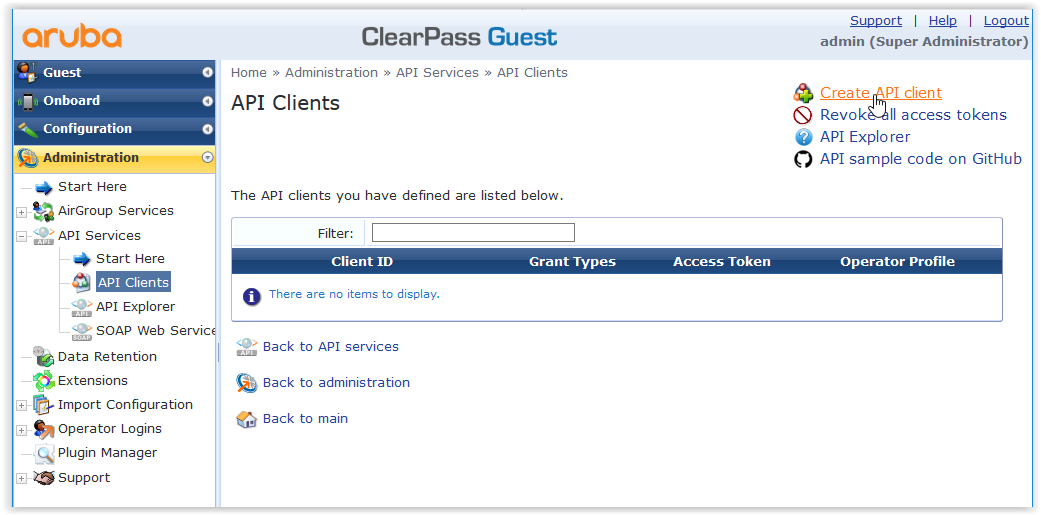 aruba
ClearPass Guest
Support | Help | Logout
admin (Super Administrator)
Guest
Onboard
Configuration
Administration
Start Here
AirGroup Services
API Services
Start Here
API Clients
API Explorer
SOAP Web Service
Data Retention
Extensions
Import Configuration
Operator Logins
Plugin Manager
Support
Home » Administration » API Services » API Clients
API Clients
Create API client
Revoke all access tokens
API Explorer
API sample code on GitHub
The API clients you have defined are listed below.
Filter:
Client ID Grant Types Access Token Operator Profile
There are no items to display.
API Back to API services
Back to administration
Back to main